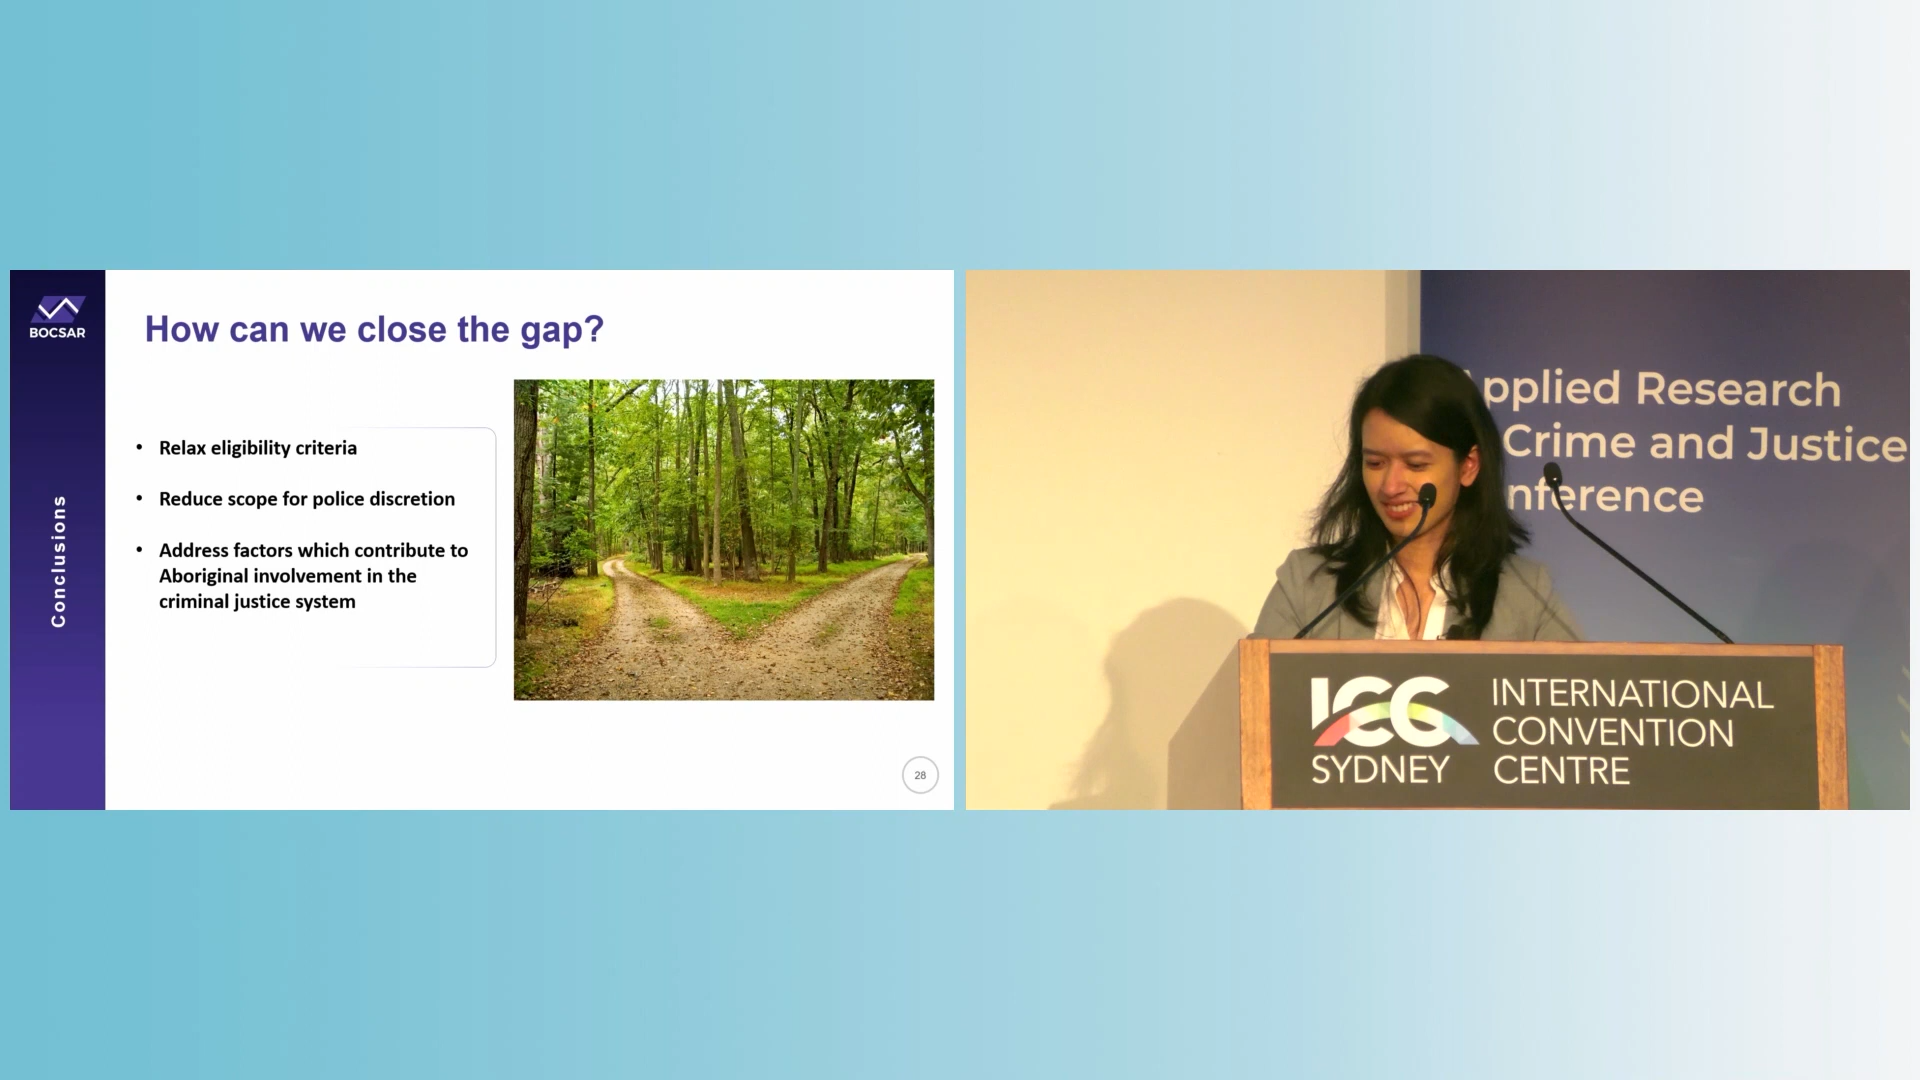 BOCSAR
Conclusions
How can we close the gap?
• Relax eligibility criteria
• Reduce scope for police discretion
• Address factors which contribute to
Aboriginal involvement in the
criminal justice system
28
pplied Research
Crime and Justice
nference
ICC
SYDNEY
INTERNATIONAL
CONVENTION
CENTRE